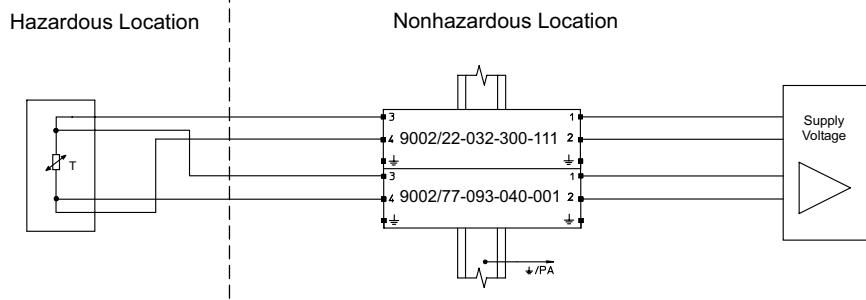 Hazardous Location
Nonhazardous Location
3 1
4 9002/22-032-300-111 2
3 1
4 9002/77-093-040-001 2
T
Supply
Voltage
/PA